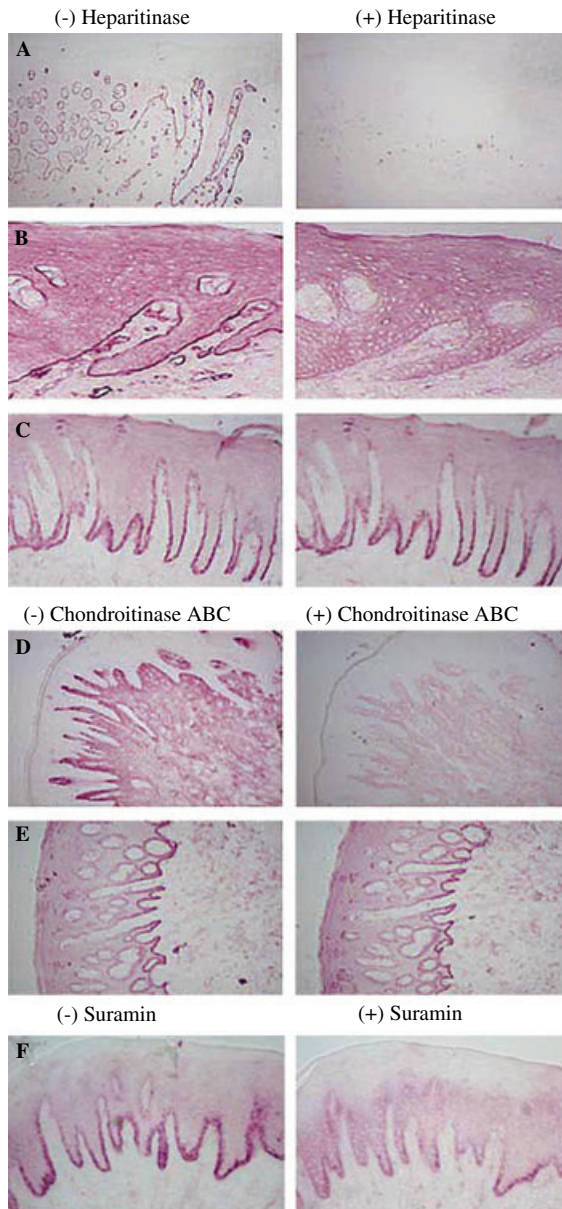 (-) Heparitinase (+) Heparitinase
A
B
C
(-) Chondroitinase ABC (+) Chondroitinase ABC
D
E
(-) Suramin (+) Suramin
F